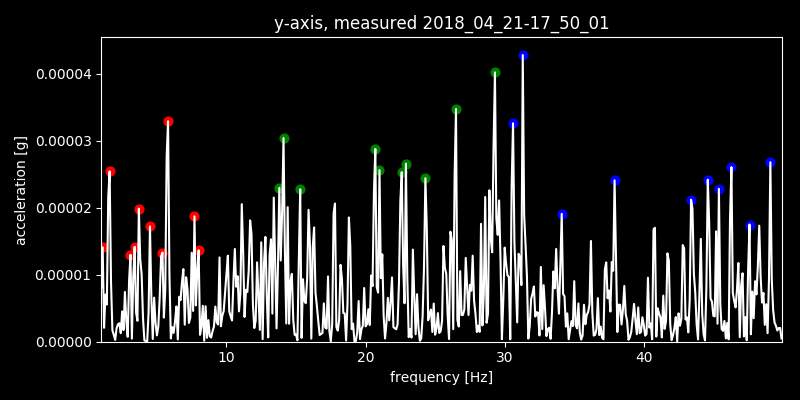 y-axis, measured 2018_04_21-17_50_01
acceleration [g]
0.00004
0.00003
0.00002
0.00001
0.00000
10 20 30 40
frequency [Hz]